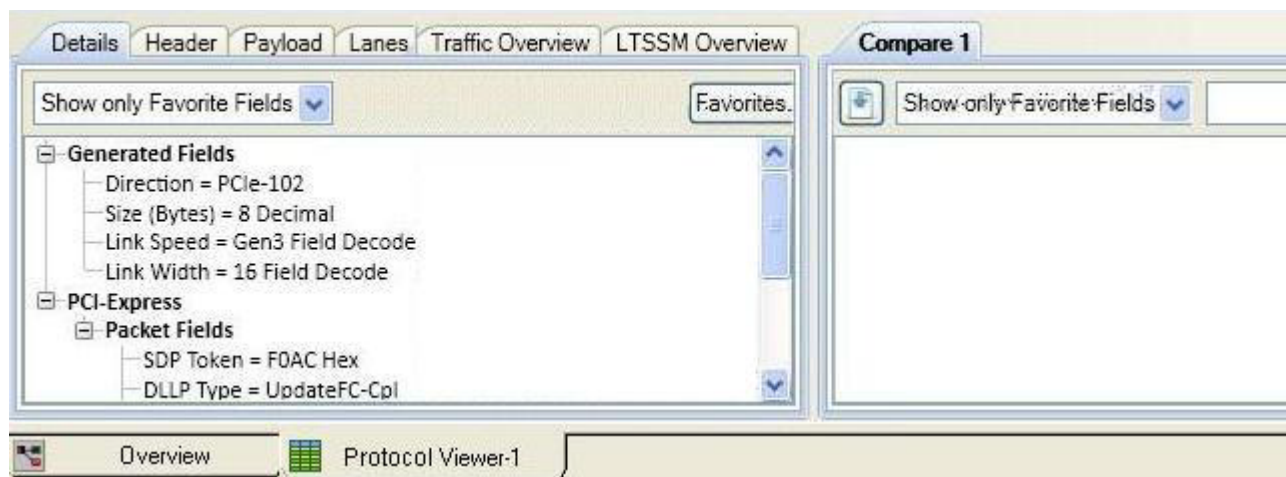 Details Header Payload Lanes Traffic Overview LTSSM Overview
Compare 1
Show only Favorite Fields
Favorites.
Show only Favorite Fields
Generated Fields
Direction = PCIe-102
Size (Bytes) = 8 Decimal
Link Speed = Gen3 Field Decode
Link Width = 16 Field Decode
PCI-Express
Packet Fields
SDP Token = F0AC Hex
DLLP Type = UpdateFC-Cpl
Overview
Protocol Viewer-1